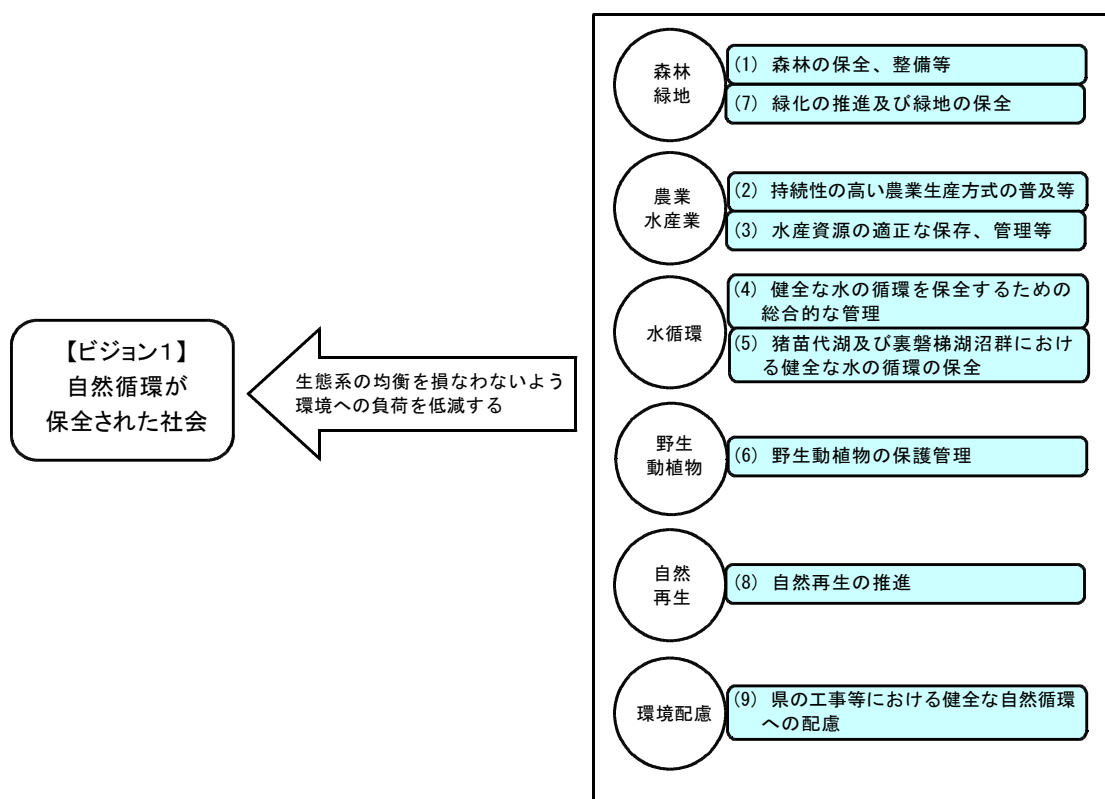 【ビジョン１】
自然循環が
保全された社会
生態系の均衡を損なわないよう
環境への負荷を低減する
森林
緑地
(1) 森林の保全、整備等
(7) 緑化の推進及び緑地の保全
農業
水産業
(2) 持続性の高い農業生産方式の普及等
(3) 水産資源の適正な保存、管理等
水循環
(4) 健全な水の循環を保全するための
総合的な管理
(5) 猪苗代湖及び裏磐梯湖沼群におけ
る健全な水の循環の保全
野生
動植物
(6) 野生動植物の保護管理
自然
再生
(8) 自然再生の推進
環境配慮
(9) 県の工事等における健全な自然循環
への配慮